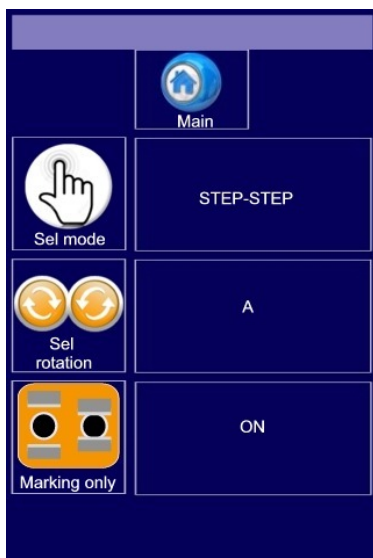 Main
Sel mode
STEP-STEP
Sel
rotation
A
Marking only
ON